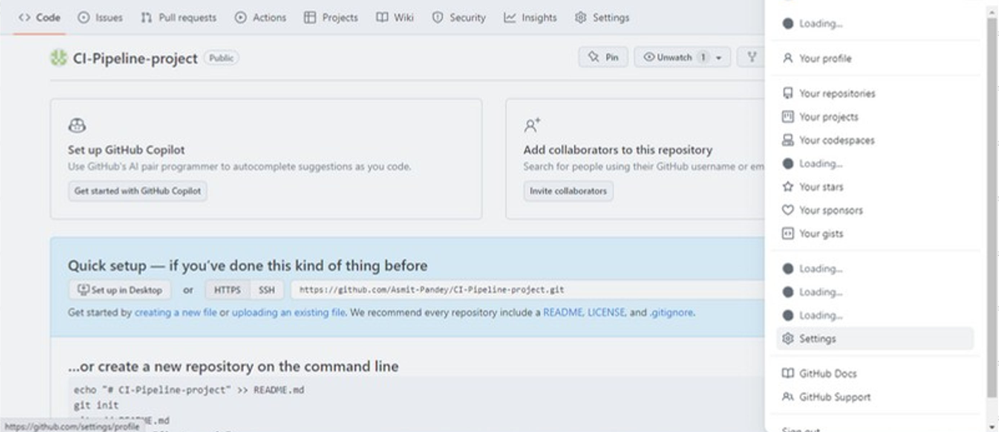 Code Issues Pull requests Actions Projects Wiki Security Insights Settings
CI-Pipeline-project Public
Pin Unwatch 1
Set up GitHub Copilot
Use GitHub's AI pair programmer to autocomplete suggestions as you code.
Get started with GitHub Copilot
Add collaborators to this repository
Search for people using their GitHub username or em
Invite collaborators
Quick setup — if you've done this kind of thing before
Set up in Desktop or HTTPS SSH https://github.com/Asmit-Pandey/CI-Pipeline-project.git
Get started by creating a new file or uploading an existing file. We recommend every repository include a README, LICENSE, and .gitignore.
...or create a new repository on the command line
echo "# CI-Pipeline-project" >> README.md
git init
https://github.com/settings/profile
Loading...
Your profile
Your repositories
Your projects
Your codespaces
Loading...
Your stars
Your sponsors
Your gists
Loading...
Loading...
Loading...
Settings
GitHub Docs
GitHub Support
Sign out